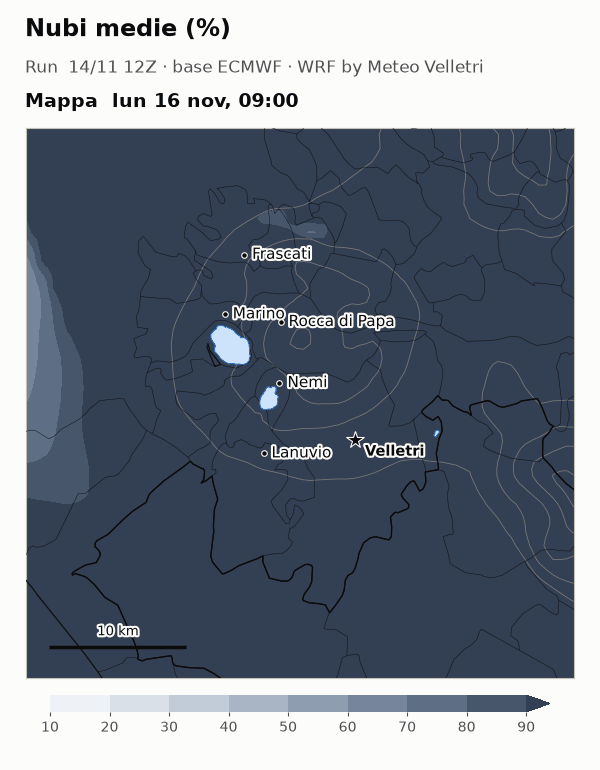 Nubi medie (%)
Run  14/11 12Z · base ECMWF · WRF by Meteo Velletri
Mappa  lun 16 nov, 09:00
Frascati
Marino
Rocca di Papa
Nemi
Velletri
Lanuvio
10 km
10 20 30 40 50 60 70 80 90